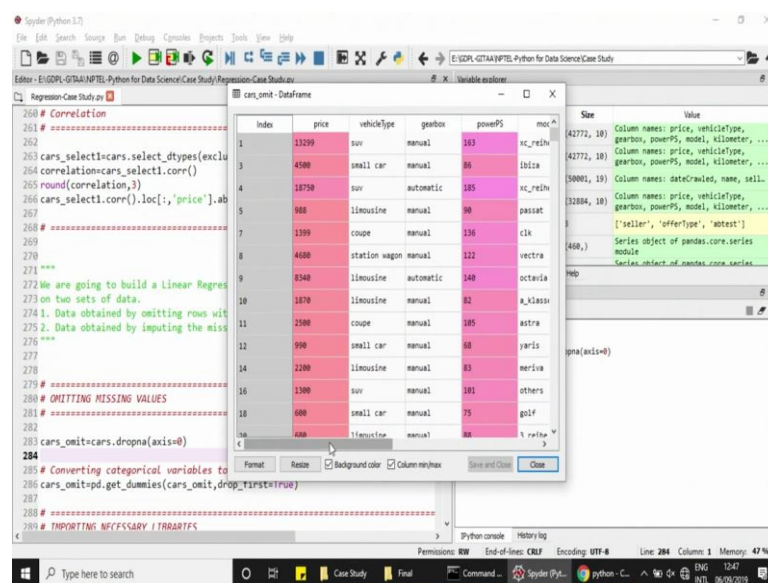 Spyder (Python 3.7)
File Edit Search Source Run Debug Consoles Projects Tools View Help
E:\GDPL-GITAA\NPTEL-Python for Data Science\Case Study
Editor - E:\GDPL-GITAA\NPTEL-Python for Data Science\Case Study\Regression-Case Study.py
Variable explorer
Regression-Case Study.py
cars_omit - DataFrame
Index price vehicleType gearbox powerPS
1 13299 suv manual 163 xc_reihe
3 4500 small car manual 86 ibiza
4 18750 suv automatic 185 xc_reihe
5 988 limousine manual 90 passat
7 1399 coupe manual 136 clk
8 4680 station wagon manual 122 vectra
9 8340 limousine automatic 140 octavia
10 1870 limousine manual 82 a_klasse
11 2500 coupe manual 105 astra
12 990 small car manual 68 yaris
14 2200 limousine manual 83 meriva
16 1300 suv manual 101 others
18 600 small car manual 75 golf
20 680 limousine manual 88 3_reihe
Format Resize Background color Column min/max Save and Close Close
260 # Correlation
261 # =====================================
262
263 cars_select1=cars.select_dtypes(exclu
264 correlation=cars_select1.corr()
265 round(correlation,3)
266 cars_select1.corr().loc[:,'price'].ab
267
268 # =====================================
269
270
271 """
272 We are going to build a Linear Regres
273 on two sets of data.
274 1. Data obtained by omitting rows wit
275 2. Data obtained by imputing the miss
276 """
277
278
279 # =====================================
280 # OMITTING MISSING VALUES
281 # =====================================
282
283 cars_omit=cars.dropna(axis=0)
284
285 # Converting categorical variables to
286 cars_omit=pd.get_dummies(cars_omit,drop_first=True)
287
288 # =====================================
289 # IMPORTING NECESSARY LIBRARIES
Size Value
(42772, 10) Column names: price, vehicleType,
gearbox, powerPS, model, kilometer, ...
(42772, 10) Column names: price, vehicleType,
gearbox, powerPS, model, kilometer, ...
(50001, 19) Column names: dateCrawled, name, sell…
(32884, 10) Column names: price, vehicleType,
gearbox, powerPS, model, kilometer, ...
['seller', 'offerType', 'abtest']
(460,) Series object of pandas.core.series
module
Series object of pandas.core.series
Help
opna(axis=0)
IPython console History log
Permissions: RW End-of-lines: CRLF Encoding: UTF-8 Line: 284 Column: 1 Memory: 47 %
Type here to search
Case Study Final Command ... Spyder (Pyt... python - C...
ENG
INTL
12:47
06/09/2019